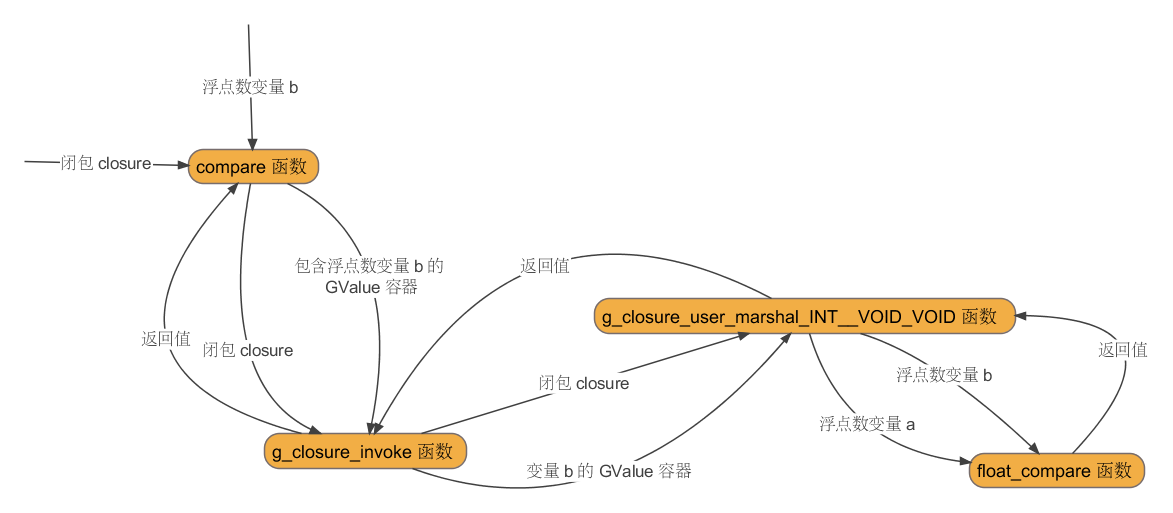 浮点数变量 b
闭包 closure
compare 函数
包含浮点数变量 b 的
GValue 容器
返回值
返回值
闭包 closure
g_closure_user_marshal_INT__VOID_VOID 函数
返回值
闭包 closure
浮点数变量 b
浮点数变量 a
g_closure_invoke 函数
变量 b 的 GValue 容器
float_compare 函数